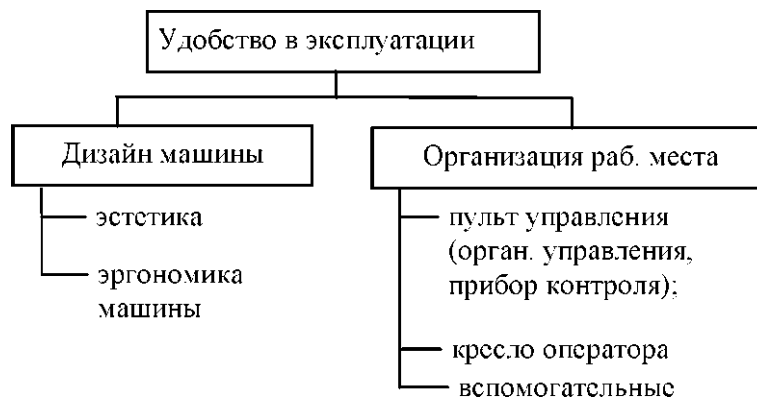 Удобство в эксплуатации
Дизайн машины
эстетика
эргономика
машины
Организация раб. места
пульт управления
(орган. управления,
прибор контроля);
кресло оператора
вспомогательные